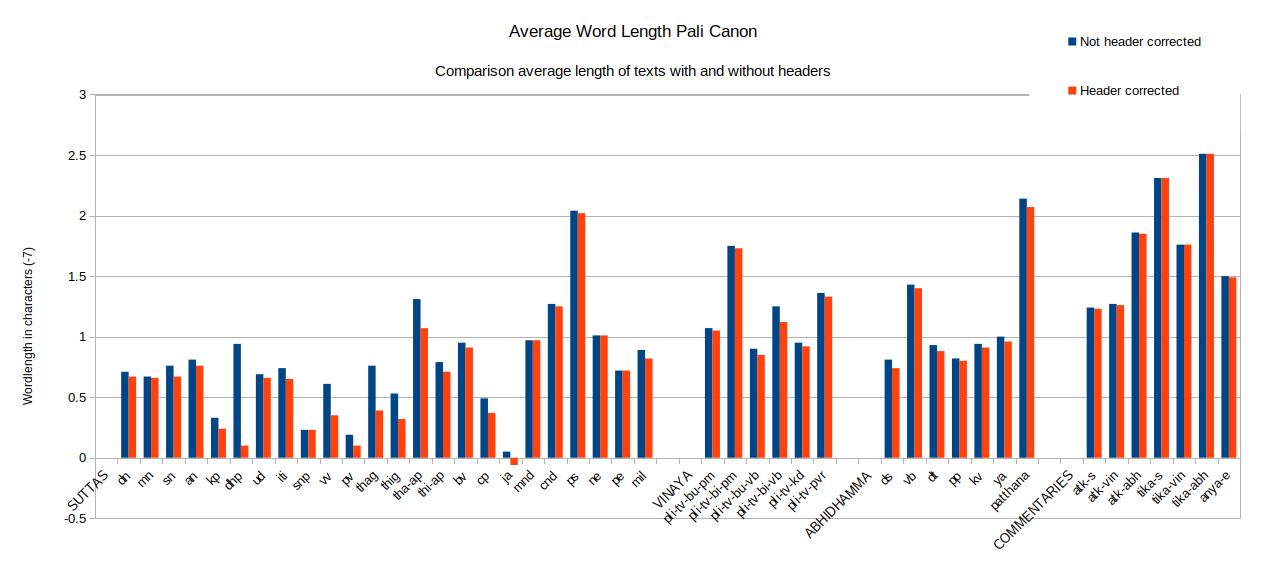 Average Word Length Pali Canon
Comparison average length of texts with and without headers
Not header corrected
Header corrected
Wordlength in characters (-7)
3
2.5
2
1.5
1
0.5
0
-0.5
SUTTAS
dn
mn
sn
an
kp
dhp
ud
iti
snp
vv
pv
thag
thig
tha-ap
thi-ap
bv
cp
ja
mnd
cnd
ps
ne
pe
mil
VINAYA
pli-tv-bu-pm
pli-tv-bi-pm
pli-tv-bu-vb
pli-tv-bi-vb
pli-tv-kd
pli-tv-pvr
ABHIDHAMMA
ds
vb
dt
pp
kv
ya
patthana
COMMENTARIES
atk-s
atk-vin
atk-abh
tika-s
tika-vin
tika-abh
anya-e